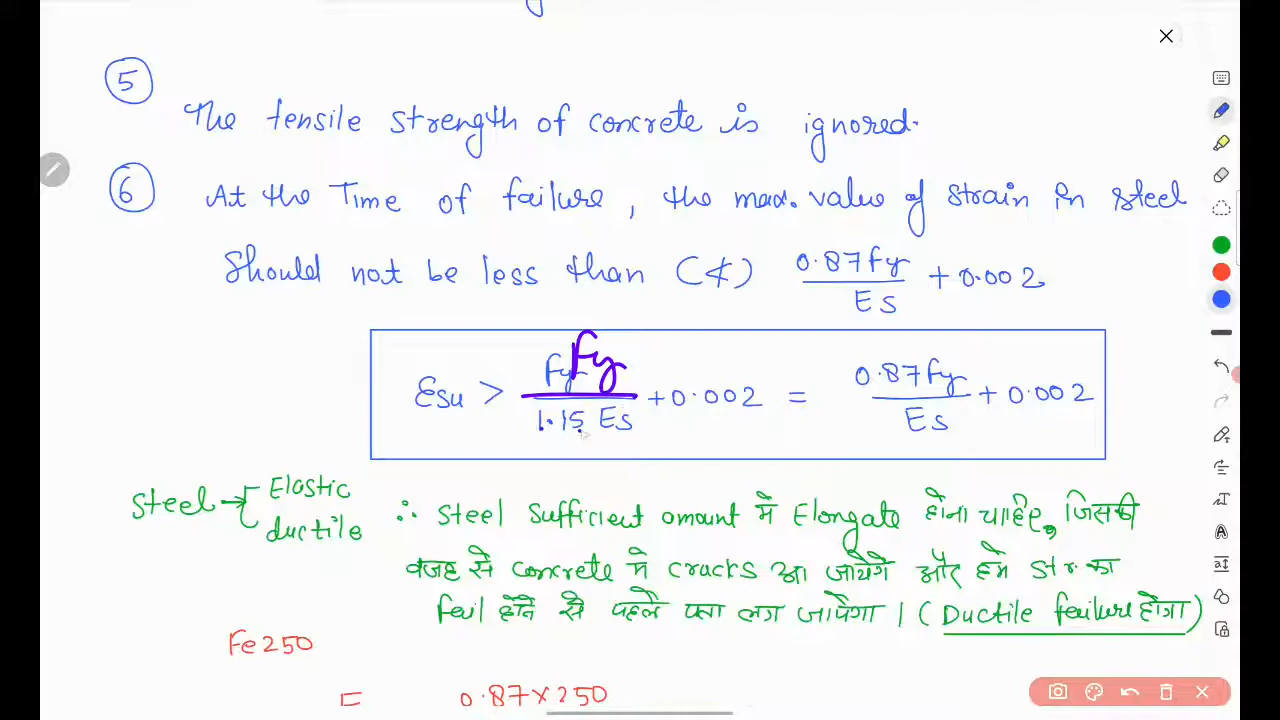 ⑤
The tensile strength of concrete is ignored.
⑥ At the Time of failure, the max. value of strain in steel
Should not be less than (≮) 0.87fy/Es + 0.002
Esu > fy/1.15 Es + 0.002 = 0.87fy/Es + 0.002
fy
Steel → Elastic
ductile
∴ Steel Sufficient amount में Elongate होना चाहिए, जिसकी
वजह से concrete में cracks आ जायेंगे और हमे str का
fail होने से पहले पता लग जायेगा। (Ductile failure होगा)
Fe250
= 0.87×250